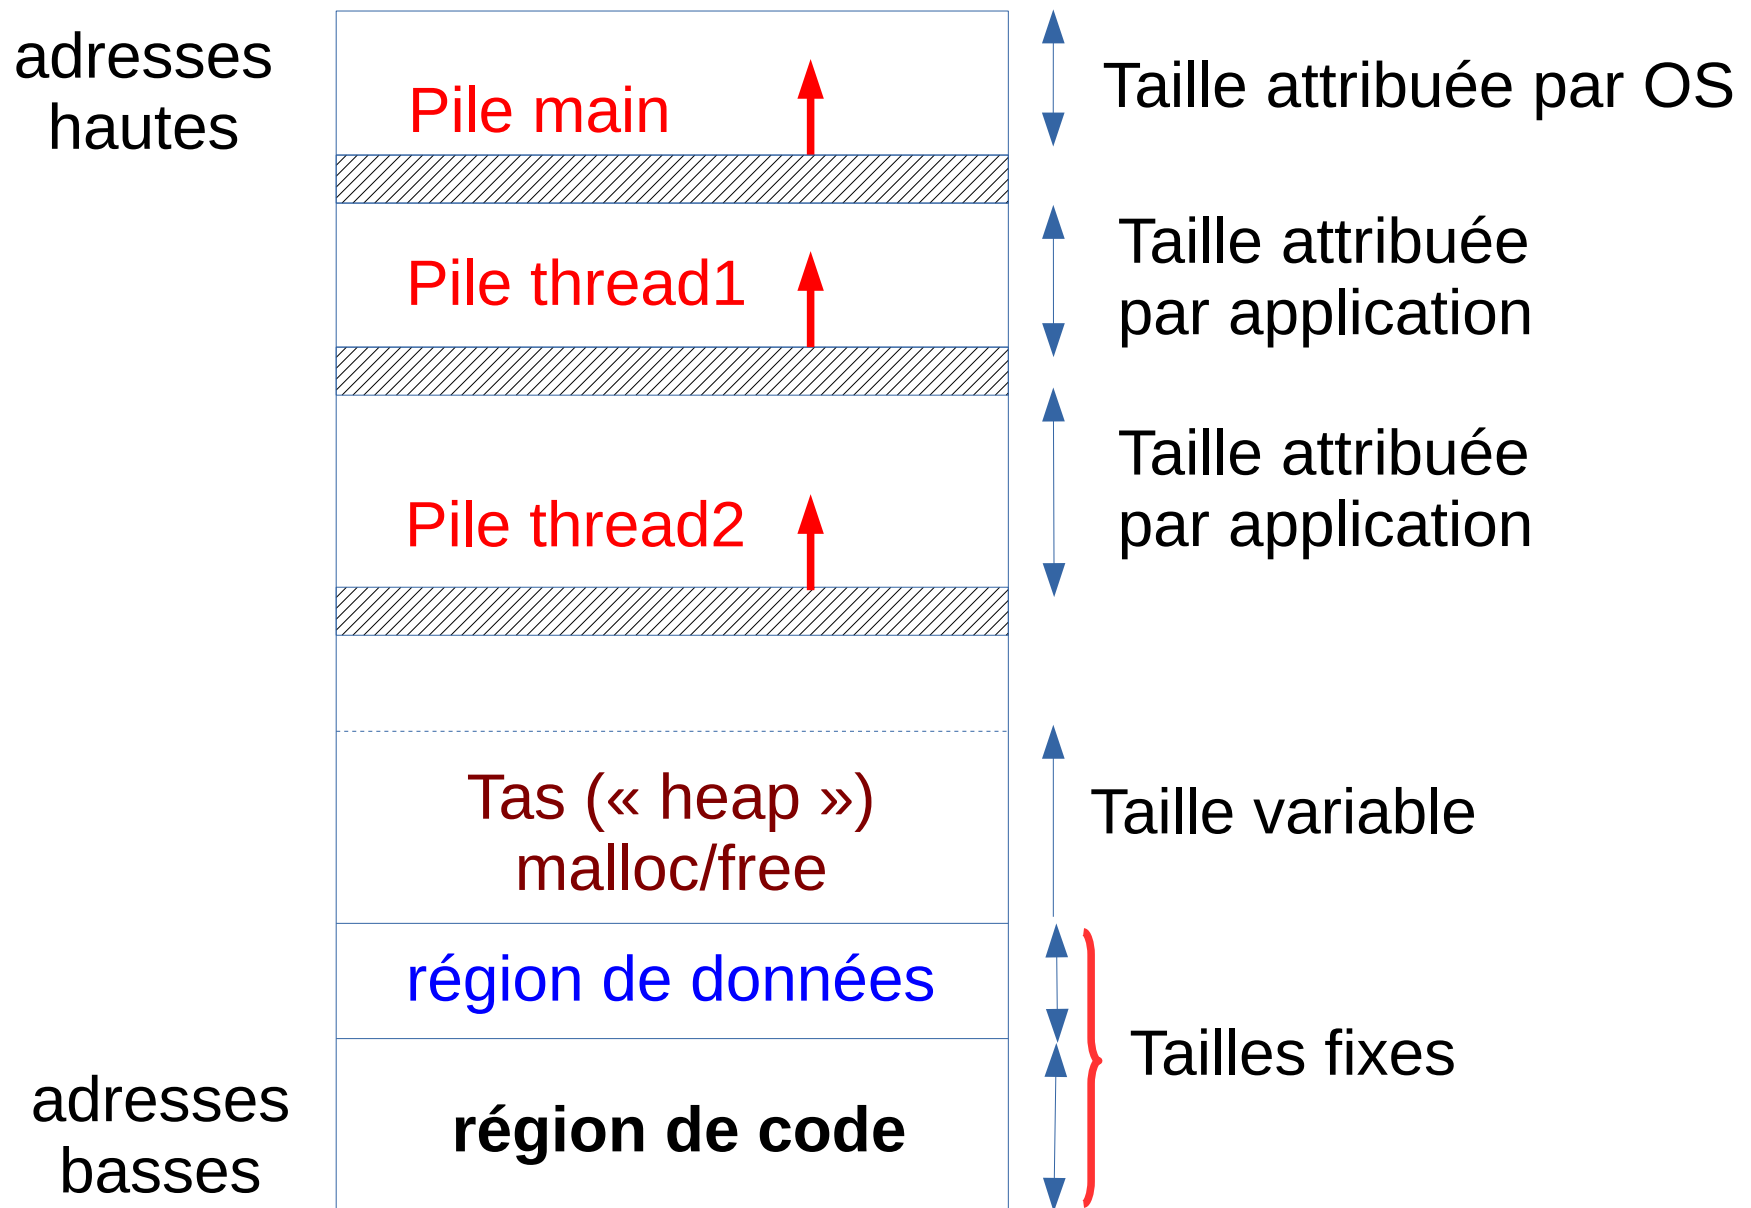 adresses
hautes
Pile main
Taille attribuée par OS
Pile thread1
Taille attribuée
par application
Pile thread2
Taille attribuée
par application
Tas (« heap »)
malloc/free
Taille variable
région de données
Tailles fixes
adresses
basses
région de code